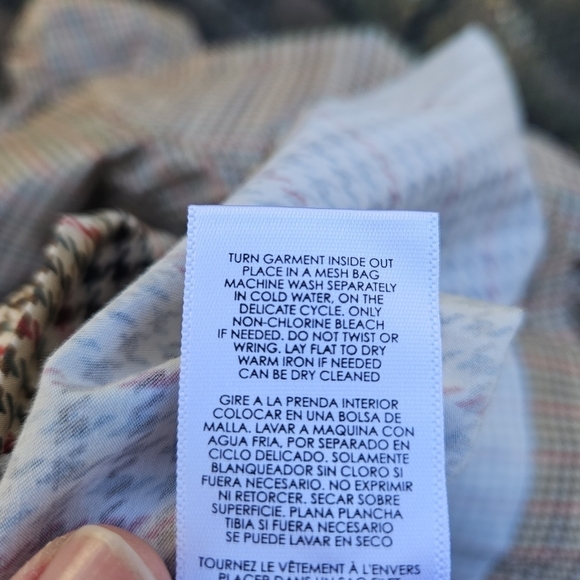 TURN GARMENT INSIDE OUT
PLACE IN A MESH BAG
MACHINE WASH SEPARATELY
IN COLD WATER, ON THE
DELICATE CYCLE. ONLY
NON-CHLORINE BLEACH
IF NEEDED. DO NOT TWIST OR
WRING. LAY FLAT TO DRY
WARM IRON IF NEEDED
CAN BE DRY CLEANED
GIRE A LA PRENDA INTERIOR
COLOCAR EN UNA BOLSA DE
MALLA. LAVAR A MAQUINA CON
AGUA FRIA, POR SEPARADO EN
CICLO DELICADO. SOLAMENTE
BLANQUEADOR SIN CLORO SI
FUERA NECESARIO. NO EXPRIMIR
NI RETORCER. SECAR SOBRE
SUPERFICIE. PLANA PLANCHA
TIBIA SI FUERA NECESARIO
SE PUEDE LAVAR EN SECO
TOURNEZ LE VÊTEMENT À L'ENVERS
PLACER DANS UN SAC